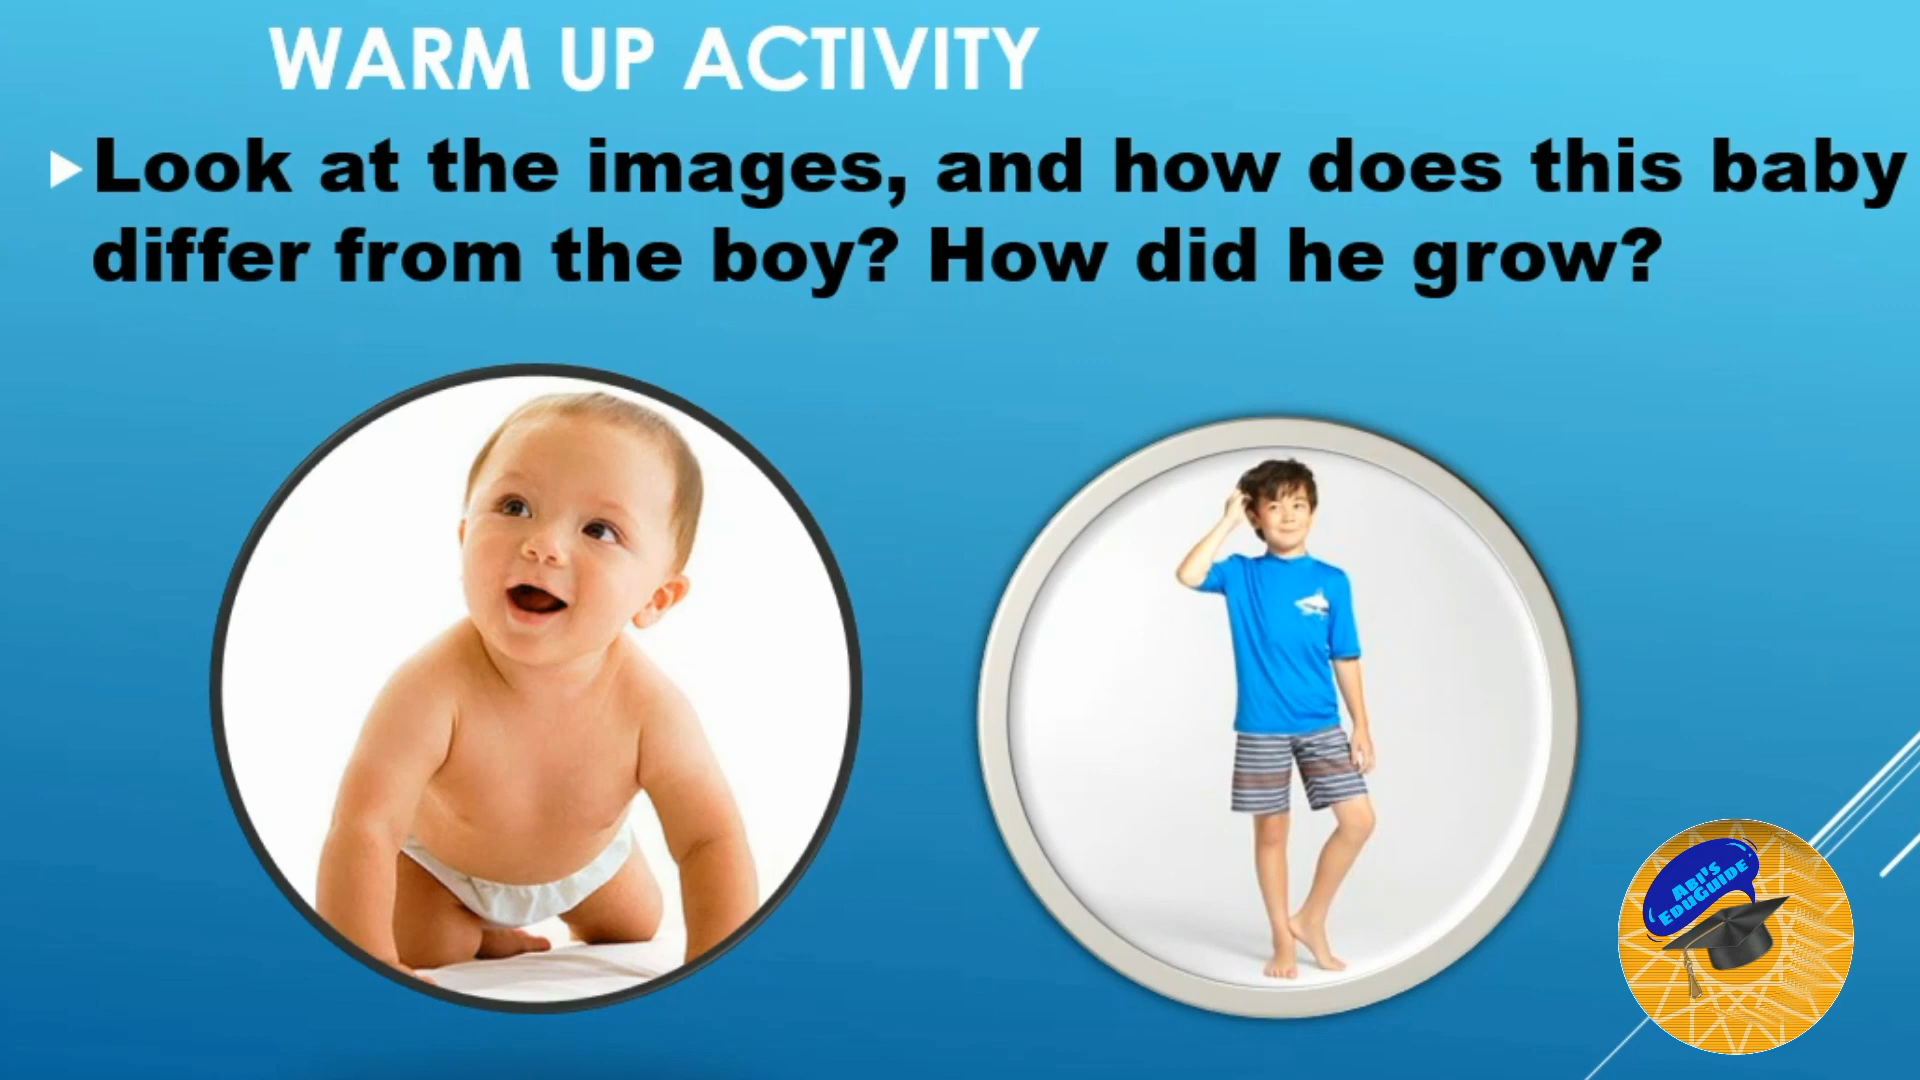 WARM UP ACTIVITY
Look at the images, and how does this baby
differ from the boy? How did he grow?
ABI'S
EDUGUIDE